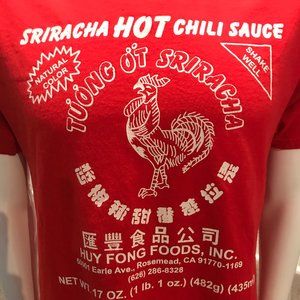 SRIRACHA HOT CHILI SAUCE
NATURAL
COLOR
SHAKE
WELL
TƯƠNG ỚT SRIRACHA
醬椒辣甜香差拉是
匯豐食品公司
HUY FONG FOODS, INC.
5001 Earle Ave., Rosemead, CA 91770-1169
(626) 286-8328
NET WT. 17 OZ. (1 lb. 1 oz.) (482g) (435ml)